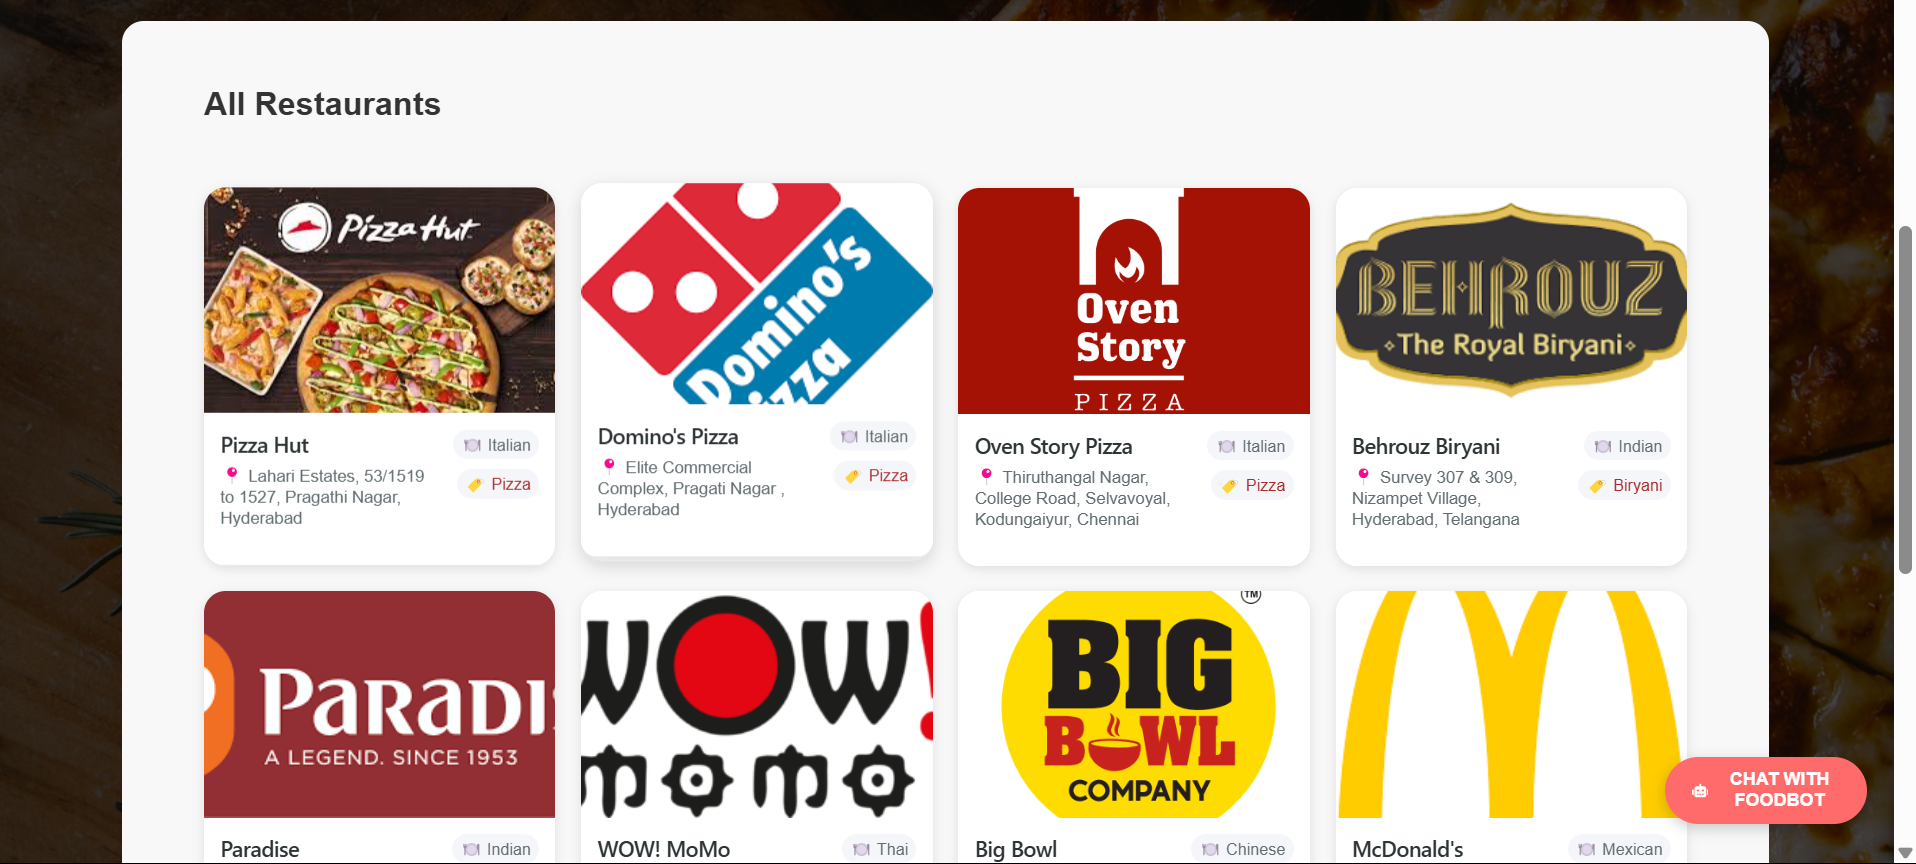 All Restaurants
Pizza Hut
Domino's
Pizza
Oven
Story
PIZZA
BEHROUZ
The Royal Biryani
Pizza Hut
Italian
Lahari Estates, 53/1519
to 1527, Pragathi Nagar,
Hyderabad
Pizza
Domino's Pizza
Italian
Elite Commercial
Complex, Pragati Nagar ,
Hyderabad
Pizza
Oven Story Pizza
Italian
Thiruthangal Nagar,
College Road, Selvavoyal,
Kodungaiyur, Chennai
Pizza
Behrouz Biryani
Indian
Survey 307 & 309,
Nizampet Village,
Hyderabad, Telangana
Biryani
PARADIS
A LEGEND. SINCE 1953
WOW!
MOMO
TM
BIG
BOWL
COMPANY
CHAT WITH
FOODBOT
Paradise
Indian
WOW! MoMo
Thai
Big Bowl
Chinese
McDonald's
Mexican